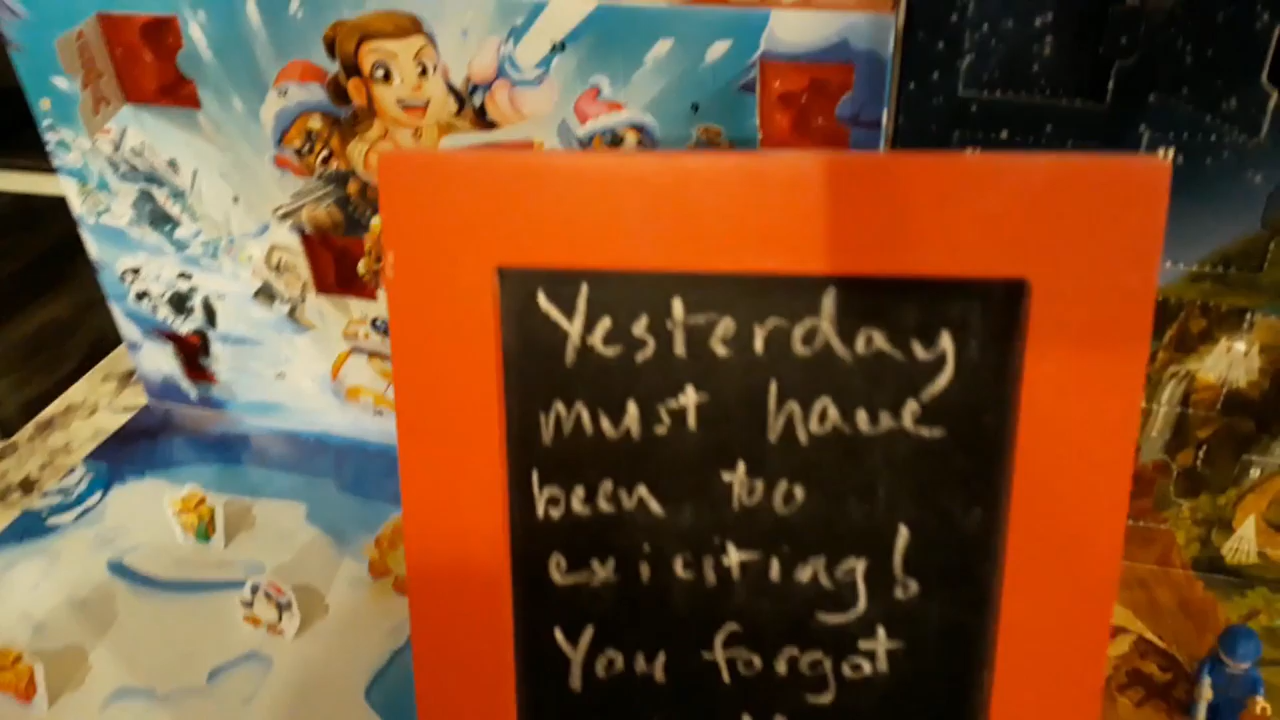 Yesterday
must have
been too
exiciting!
You forgot